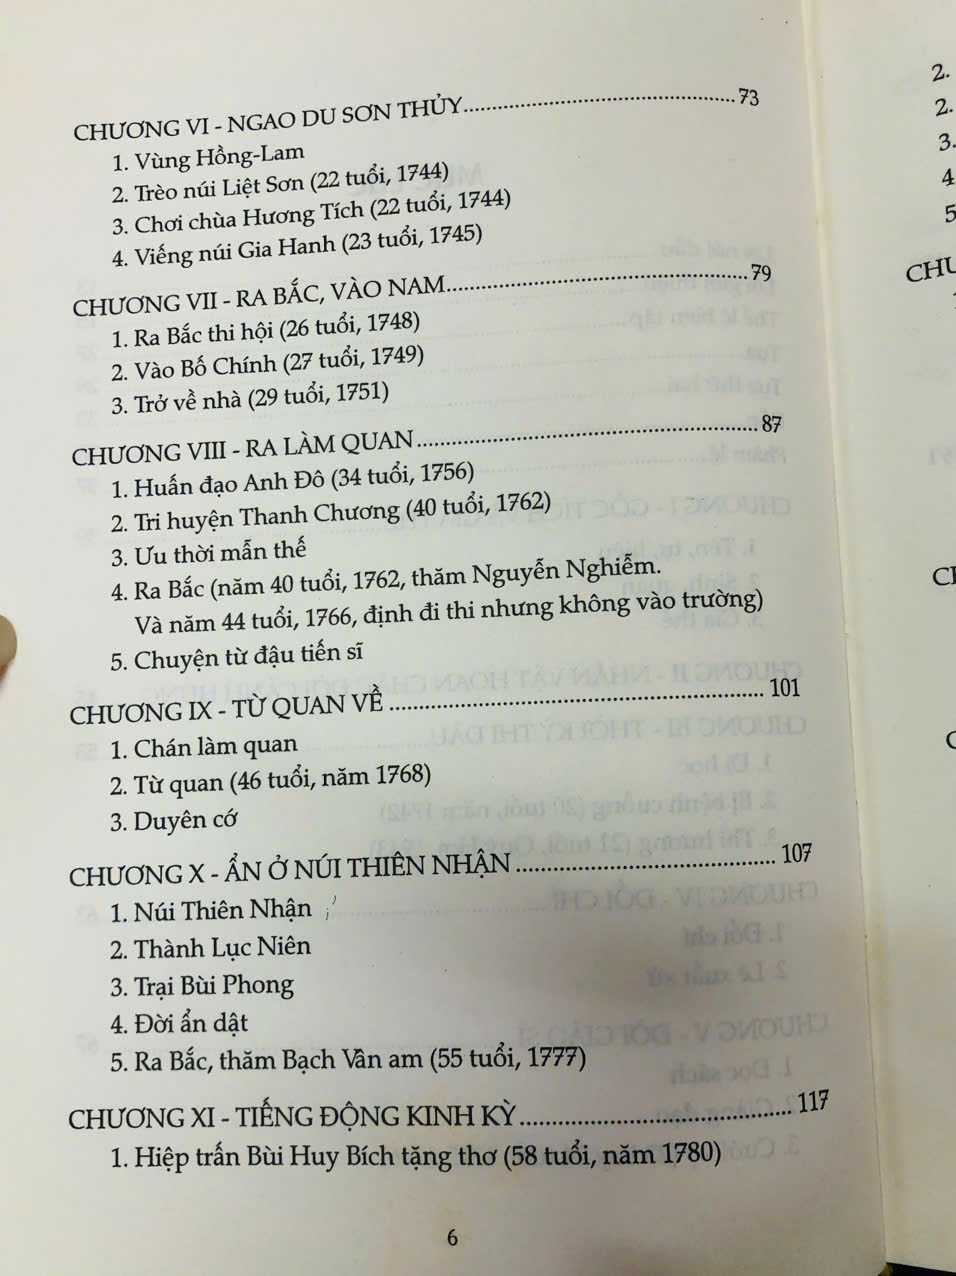 CHƯƠNG VI - NGAO DU SƠN THỦY........................................73
1. Vùng Hồng-Lam
2. Trèo núi Liệt Sơn (22 tuổi, 1744)
3. Chơi chùa Hương Tích (22 tuổi, 1744)
4. Viếng núi Gia Hanh (23 tuổi, 1745)
CHƯƠNG VII - RA BẮC, VÀO NAM........................................79
1. Ra Bắc thi hội (26 tuổi, 1748)
2. Vào Bố Chính (27 tuổi, 1749)
3. Trở về nhà (29 tuổi, 1751)
CHƯƠNG VIII - RA LÀM QUAN........................................87
1. Huấn đạo Anh Đô (34 tuổi, 1756)
2. Tri huyện Thanh Chương (40 tuổi, 1762)
3. Ưu thời mẫn thế
4. Ra Bắc (năm 40 tuổi, 1762, thăm Nguyễn Nghiễm.
Và năm 44 tuổi, 1766, định đi thi nhưng không vào trường)
5. Chuyện từ đậu tiến sĩ
CHƯƠNG IX - TỪ QUAN VỀ........................................101
1. Chán làm quan
2. Từ quan (46 tuổi, năm 1768)
3. Duyên cớ
CHƯƠNG X - ẨN Ở NÚI THIÊN NHẬN........................................107
1. Núi Thiên Nhận
2. Thành Lục Niên
3. Trại Bùi Phong
4. Đời ẩn dật
5. Ra Bắc, thăm Bạch Vân am (55 tuổi, 1777)
CHƯƠNG XI - TIẾNG ĐỘNG KINH KỲ........................................117
1. Hiệp trấn Bùi Huy Bích tặng thơ (58 tuổi, năm 1780)
6
2.
2.
3.
4
5